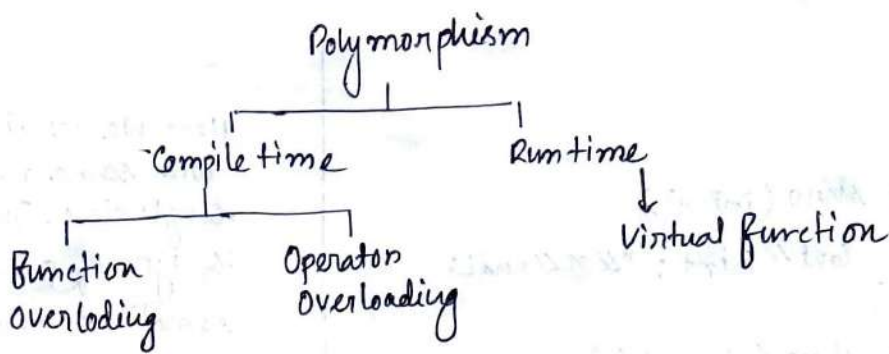 Polymorphism
Compile time
Runtime
Virtual function
Function
overloding
Operator
Overloading